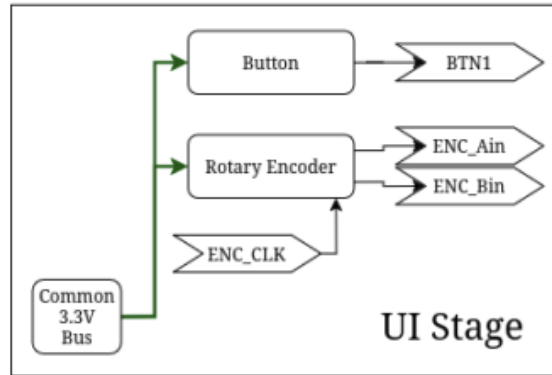 Button
BTN1
Rotary Encoder
ENC_Ain
ENC_Bin
ENC_CLK
Common
3.3V
Bus
UI Stage